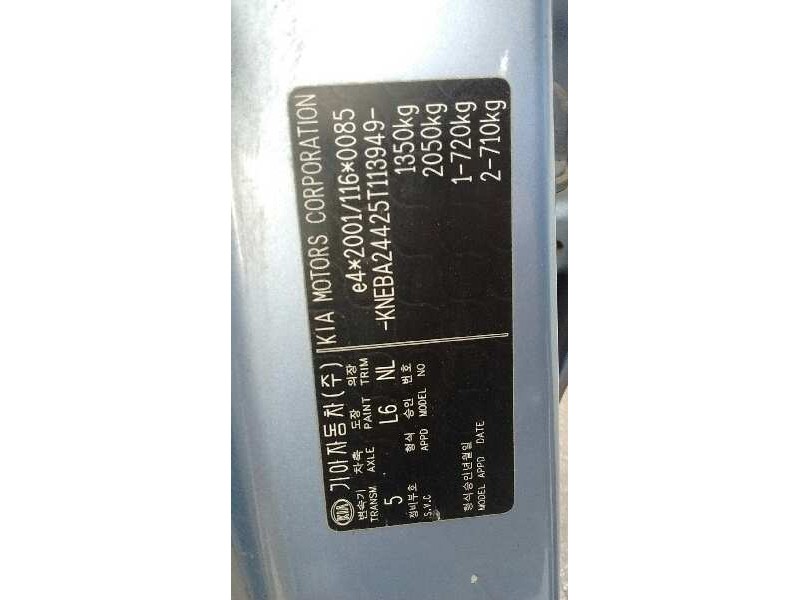 KIA 기아자동차(주) KIA MOTORS CORPORATION
변속기 차축 도장 의장
TRANSM AXLE PAINT TRIM
5 L6 NL
정비부호 형식 승인 번호
S.V.C APPD MODEL NO
형식승인년월일
MODEL APPD DATE
e4*2001/116*0085
-KNEBA24425T113949-
1350kg
2050kg
1-720kg
2-710kg